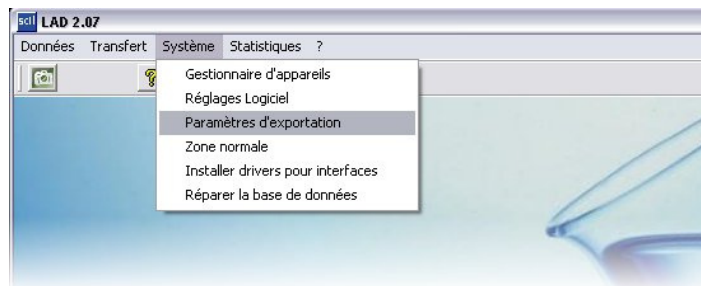 scil LAD 2.07
Données Transfert Système Statistiques ?
?
Gestionnaire d'appareils
Réglages Logiciel
Paramètres d'exportation
Zone normale
Installer drivers pour interfaces
Réparer la base de données